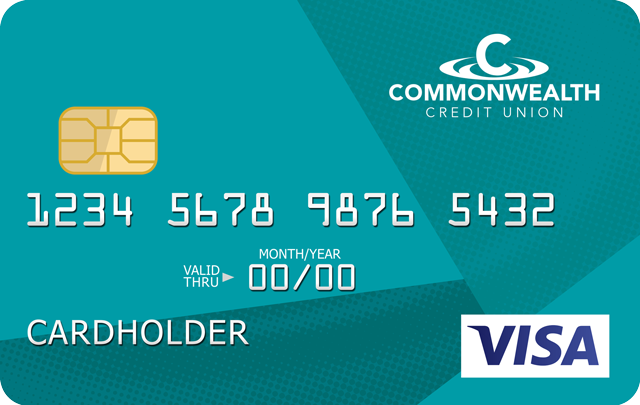 C
COMMONWEALTH
CREDIT UNION
1234 5678 9876 5432
MONTH/YEAR
VALID THRU 00/00
CARDHOLDER
VISA